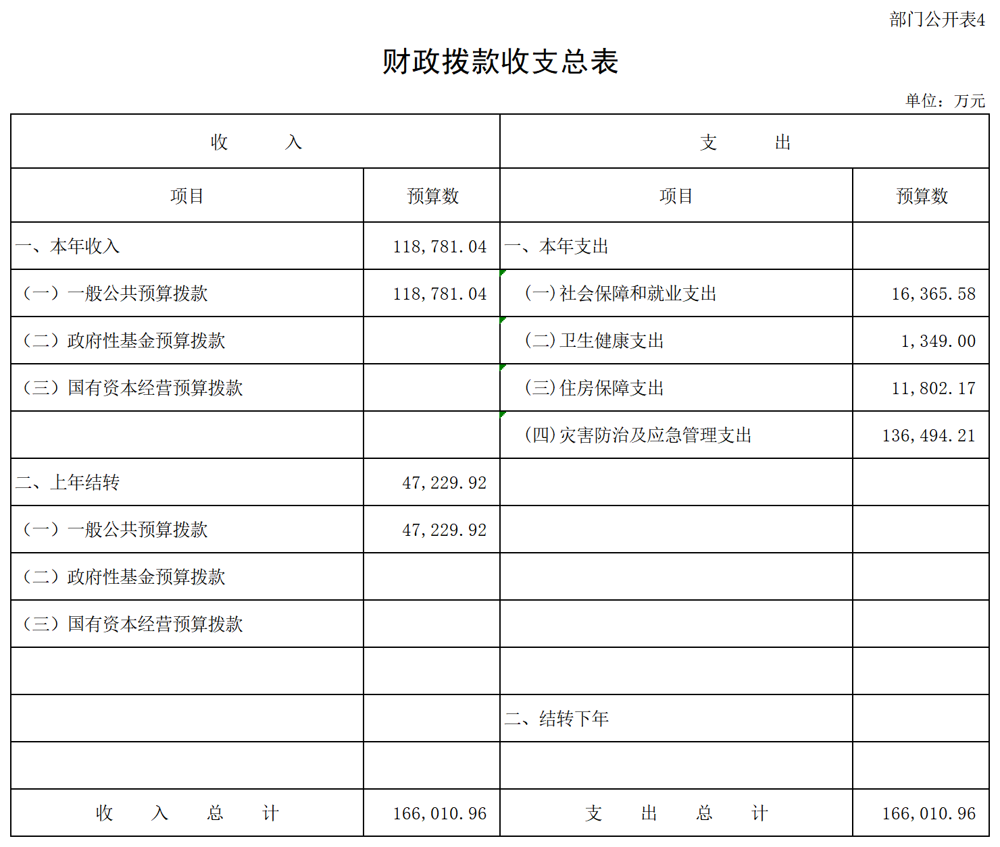 部门公开表4
财政拨款收支总表
单位：万元
收 入 支 出
项目 预算数 项目 预算数
一、本年收入 118,781.04 一、本年支出
（一）一般公共预算拨款 118,781.04 (一)社会保障和就业支出 16,365.58
（二）政府性基金预算拨款 (二)卫生健康支出 1,349.00
（三）国有资本经营预算拨款 (三)住房保障支出 11,802.17
(四)灾害防治及应急管理支出 136,494.21
二、上年结转 47,229.92
（一）一般公共预算拨款 47,229.92
（二）政府性基金预算拨款
（三）国有资本经营预算拨款
二、结转下年
收 入 总 计 166,010.96 支 出 总 计 166,010.96